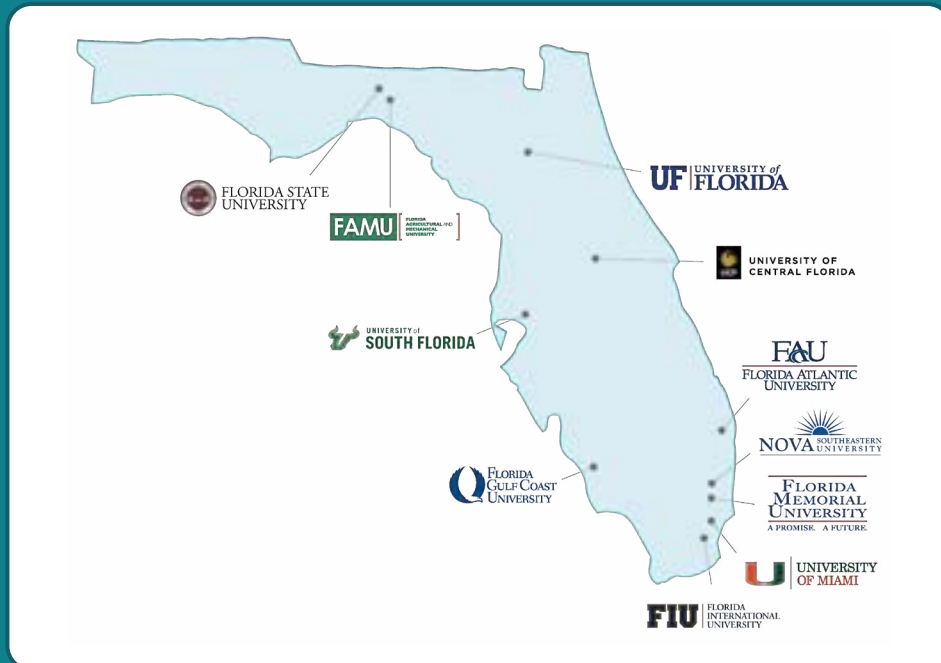 FLORIDA STATE
UNIVERSITY
FAMU
FLORIDA
AGRICULTURAL AND
MECHANICAL
UNIVERSITY
UF
UNIVERSITY of
FLORIDA
UNIVERSITY OF
CENTRAL FLORIDA
UNIVERSITY of
SOUTH FLORIDA
FAU
FLORIDA ATLANTIC
UNIVERSITY
NOVA SOUTHEASTERN
UNIVERSITY
FLORIDA
GULF COAST
UNIVERSITY
FLORIDA
MEMORIAL
UNIVERSITY
A PROMISE. A FUTURE.
UNIVERSITY
OF MIAMI
FIU
FLORIDA
INTERNATIONAL
UNIVERSITY